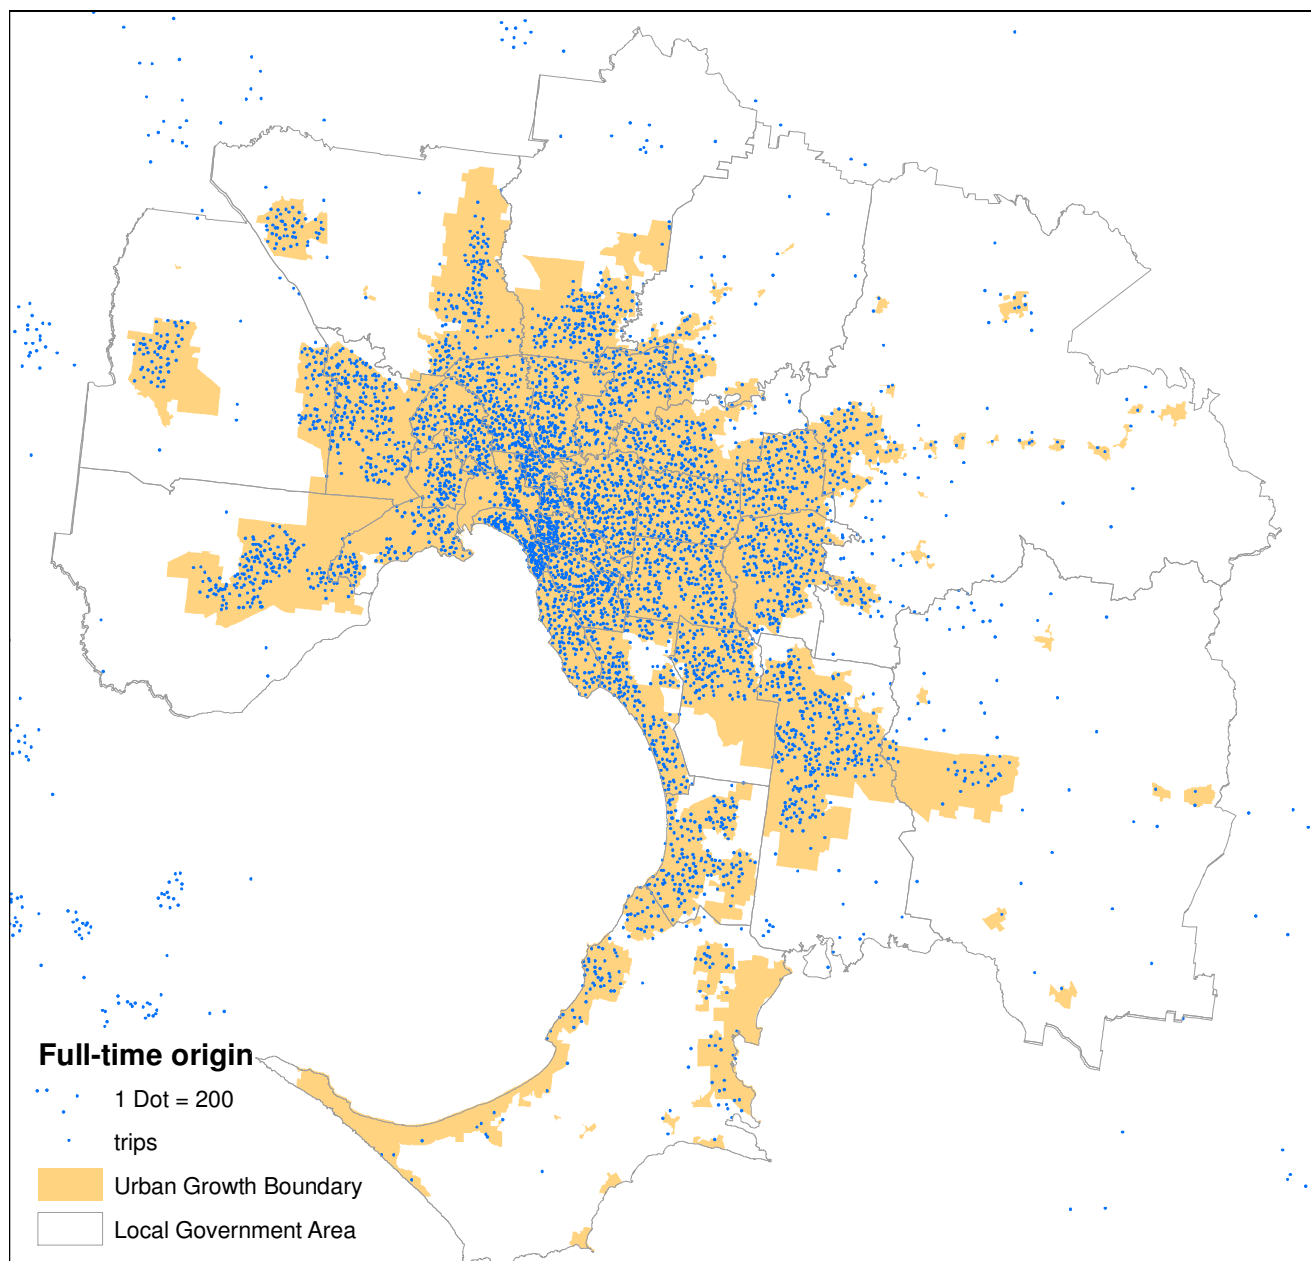 Full-time origin
1 Dot = 200
trips
Urban Growth Boundary
Local Government Area